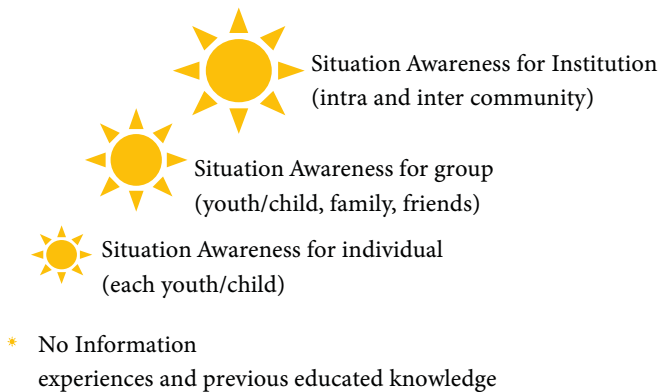 Situation Awareness for Institution
(intra and inter community)
Situation Awareness for group
(youth/child, family, friends)
Situation Awareness for individual
(each youth/child)
No Information
experiences and previous educated knowledge